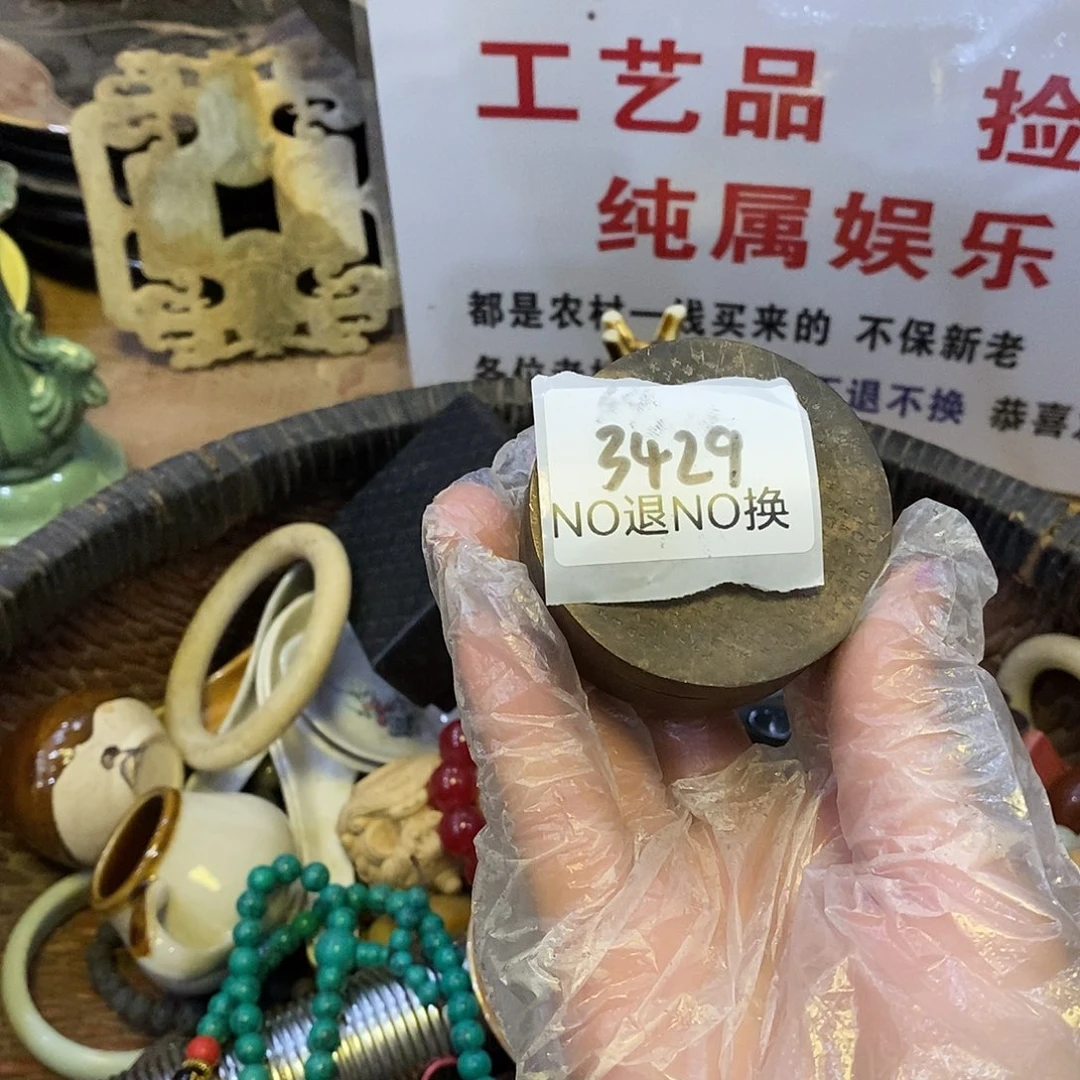 工艺品 捡
纯属娱乐
都是农村一线买来的 不保新老
各位老 不退不换 恭喜
3429
NO退NO换